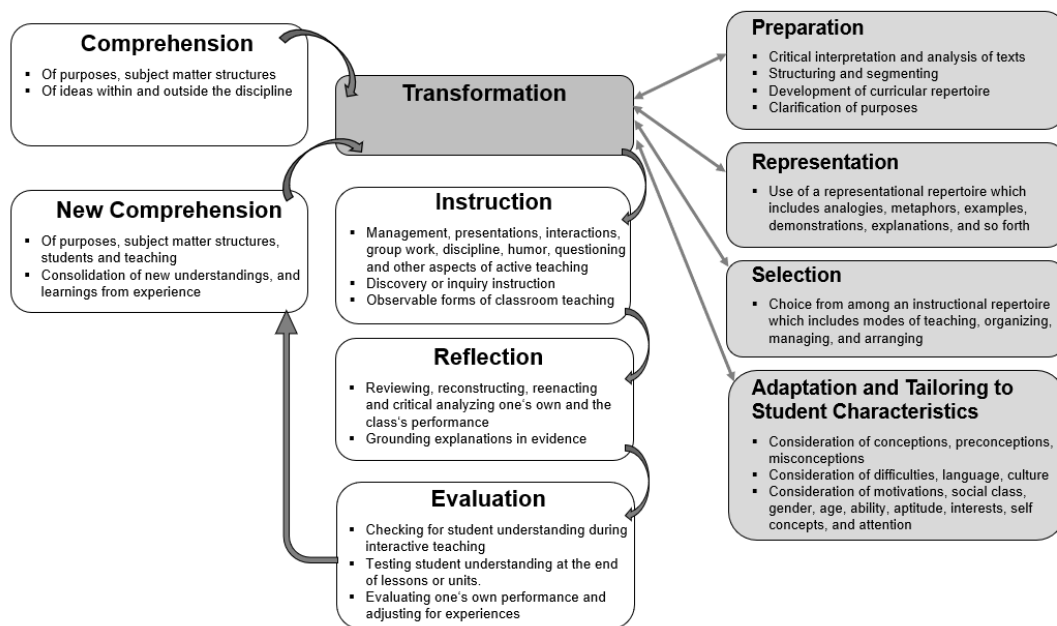 Comprehension
▪ Of purposes, subject matter structures
▪ Of ideas within and outside the discipline
Transformation
New Comprehension
▪ Of purposes, subject matter structures,
students and teaching
▪ Consolidation of new understandings, and
learnings from experience
Instruction
▪ Management, presentations, interactions,
group work, discipline, humor, questioning
and other aspects of active teaching
▪ Discovery or inquiry instruction
▪ Observable forms of classroom teaching
Reflection
▪ Reviewing, reconstructing, reenacting
and critical analyzing one‘s own and the
class‘s performance
▪ Grounding explanations in evidence
Evaluation
▪ Checking for student understanding during
interactive teaching
▪ Testing student understanding at the end
of lessons or units.
▪ Evaluating one‘s own performance and
adjusting for experiences
Preparation
▪ Critical interpretation and analysis of texts
▪ Structuring and segmenting
▪ Development of curricular repertoire
▪ Clarification of purposes
Representation
▪ Use of a representational repertoire which
includes analogies, metaphors, examples,
demonstrations, explanations, and so forth
Selection
▪ Choice from among an instructional repertoire
which includes modes of teaching, organizing,
managing, and arranging
Adaptation and Tailoring to
Student Characteristics
▪ Consideration of conceptions, preconceptions,
misconceptions
▪ Consideration of difficulties, language, culture
▪ Consideration of motivations, social class,
gender, age, ability, aptitude, interests, self
concepts, and attention